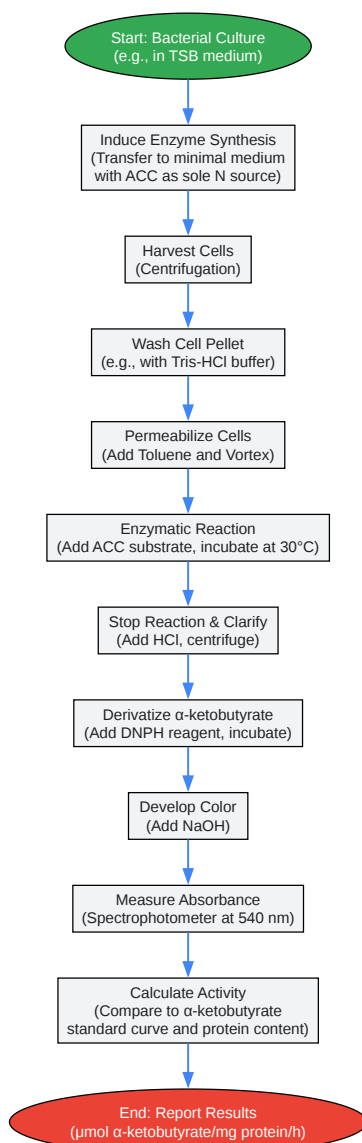 Start: Bacterial Culture
(e.g., in TSB medium)
Induce Enzyme Synthesis
(Transfer to minimal medium
with ACC as sole N source)
Harvest Cells
(Centrifugation)
Wash Cell Pellet
(e.g., with Tris-HCl buffer)
Permeabilize Cells
(Add Toluene and Vortex)
Enzymatic Reaction
(Add ACC substrate, incubate at 30°C)
Stop Reaction & Clarify
(Add HCl, centrifuge)
Derivatize α-ketobutyrate
(Add DNPH reagent, incubate)
Develop Color
(Add NaOH)
Measure Absorbance
(Spectrophotometer at 540 nm)
Calculate Activity
(Compare to α-ketobutyrate
standard curve and protein content)
End: Report Results
(μmol α-ketobutyrate/mg protein/h)